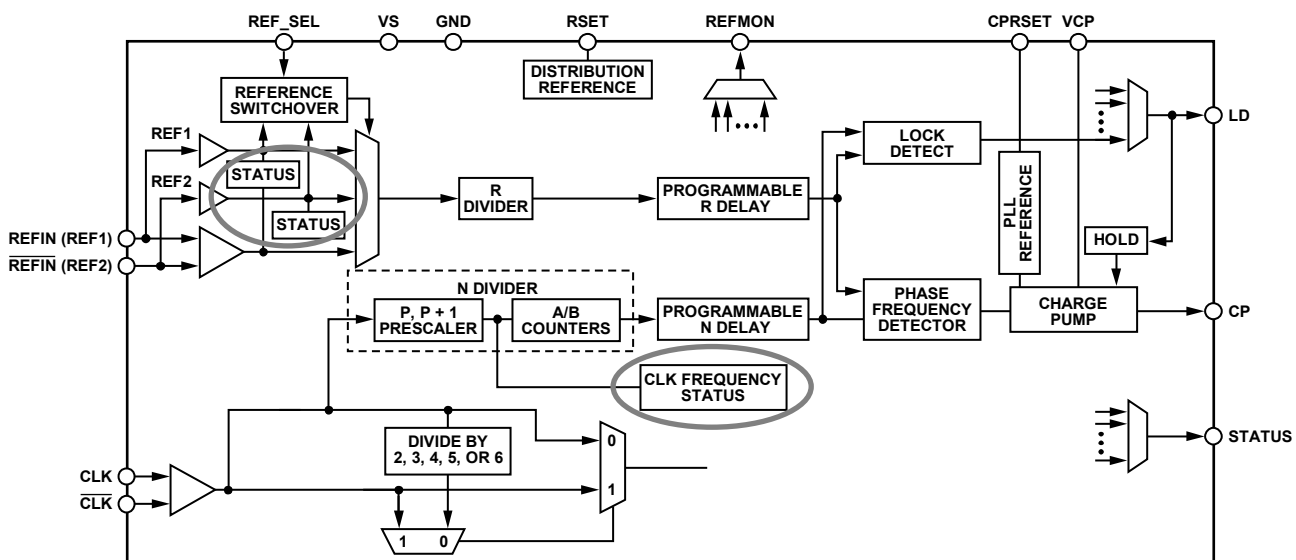 REF_SEL
VS
GND
RSET
REFMON
CPRSET
VCP
REFERENCE
SWITCHOVER
DISTRIBUTION
REFERENCE
REF1
STATUS
REF2
STATUS
REFIN (REF1)
REFIN (REF2)
R
DIVIDER
PROGRAMMABLE
R DELAY
LOCK
DETECT
PLL
REFERENCE
LD
HOLD
N DIVIDER
P, P + 1
PRESCALER
A/B
COUNTERS
PROGRAMMABLE
N DELAY
PHASE
FREQUENCY
DETECTOR
CHARGE
PUMP
CP
CLK FREQUENCY
STATUS
DIVIDE BY
2, 3, 4, 5, OR 6
0
1
CLK
CLK
1 0
STATUS